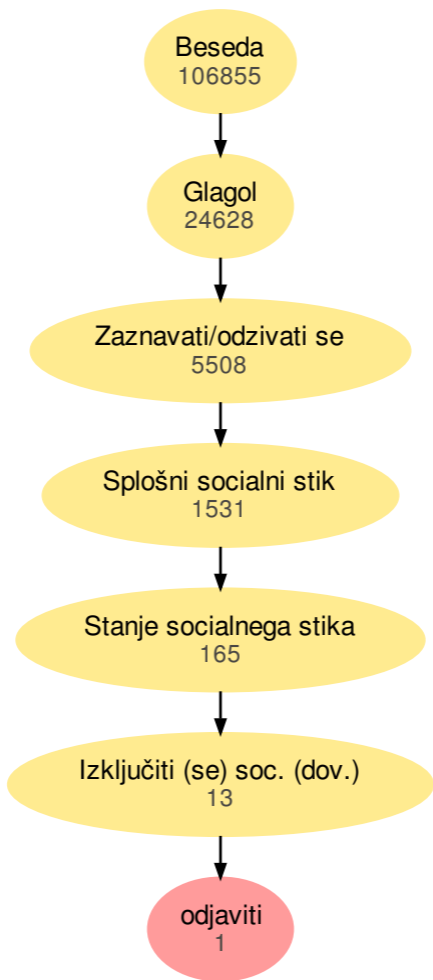 Beseda
106855
Glagol
24628
Zaznavati/odzivati se
5508
Splošni socialni stik
1531
Stanje socialnega stika
165
Izključiti (se) soc. (dov.)
13
odjaviti
1